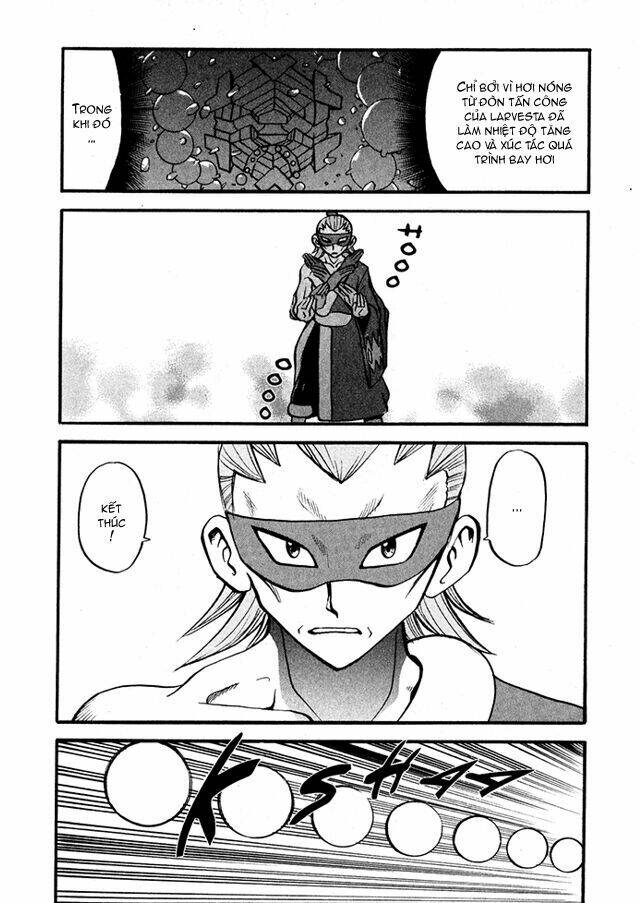 Chỉ bởi vì hơi nóng
từ đòn tấn công
của Larvesta đã
làm nhiệt độ tăng
cao và xúc tác quá
trình bay hơi
Trong
khi đó
...
HOOO
OOOO
...
Kết
thúc!
KSHAA